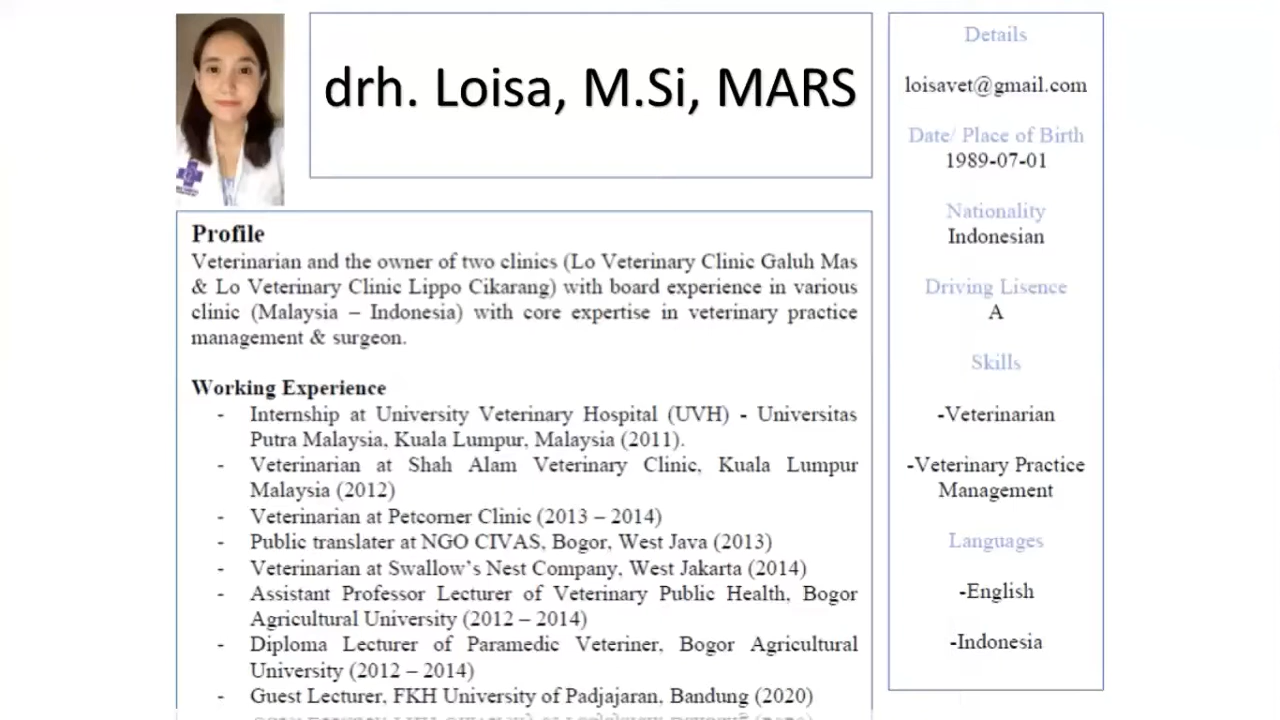 drh. Loisa, M.Si, MARS
Profile
Veterinarian and the owner of two clinics (Lo Veterinary Clinic Galuh Mas
& Lo Veterinary Clinic Lippo Cikarang) with board experience in various
clinic (Malaysia – Indonesia) with core expertise in veterinary practice
management & surgeon.
Working Experience
- Internship at University Veterinary Hospital (UVH) - Universitas
Putra Malaysia, Kuala Lumpur, Malaysia (2011).
- Veterinarian at Shah Alam Veterinary Clinic, Kuala Lumpur
Malaysia (2012)
- Veterinarian at Petcorner Clinic (2013 – 2014)
- Public translater at NGO CIVAS, Bogor, West Java (2013)
- Veterinarian at Swallow's Nest Company, West Jakarta (2014)
- Assistant Professor Lecturer of Veterinary Public Health, Bogor
Agricultural University (2012 – 2014)
- Diploma Lecturer of Paramedic Veteriner, Bogor Agricultural
University (2012 – 2014)
- Guest Lecturer, FKH University of Padjajaran, Bandung (2020)
Details
loisavet@gmail.com
Date/ Place of Birth
1989-07-01
Nationality
Indonesian
Driving Lisence
A
Skills
-Veterinarian
-Veterinary Practice
Management
Languages
-English
-Indonesia